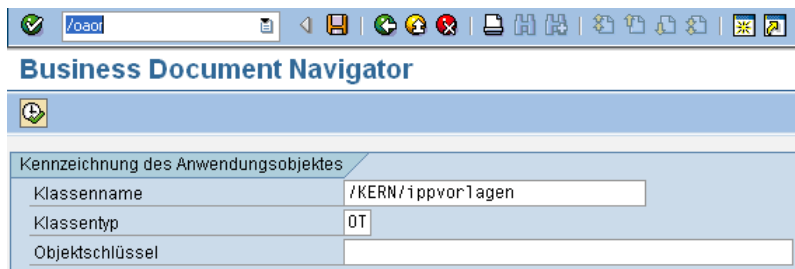 /oaor
Business Document Navigator
Kennzeichnung des Anwendungsobjektes
Klassenname /KERN/ippvorlagen
Klassentyp OT
Objektschlüssel